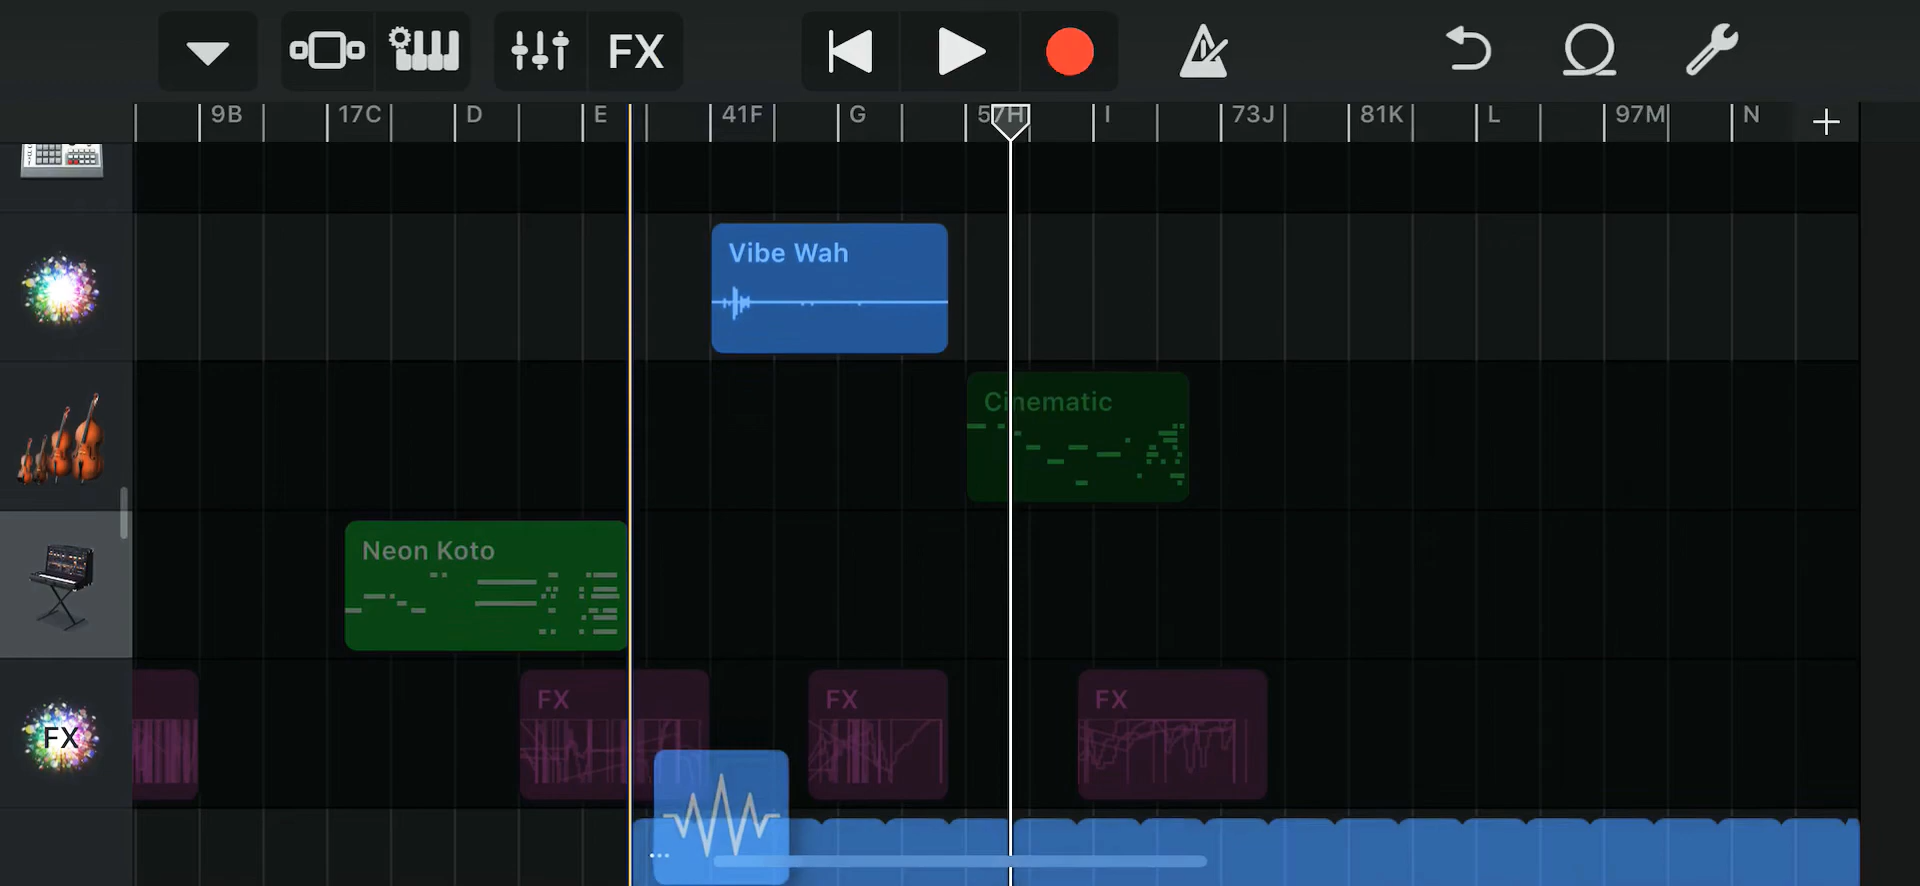 FX
9B 17C D E 41F G 57H I 73J 81K L 97M N +
Vibe Wah
Cinematic
Neon Koto
FX FX FX
FX
...